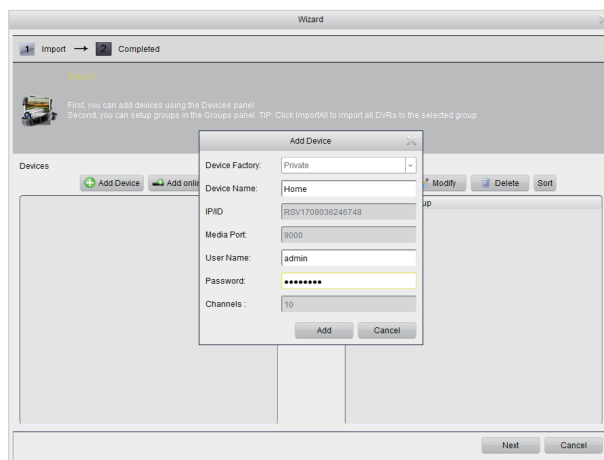 Wizard
1 Import → 2 Completed
Import
First, you can add devices using the Devices panel.
Second, you can setup groups in the Groups panel. TIP: Click ImportAll to import all DVRs to the selected group.
Devices
Add Device
Modify
Delete
Sort
Add Device
Device Factory: Private
Device Name: Home
IP/ID RSV1709036246748
Media Port: 9000
User Name: admin
Password: ●●●●●●●●
Channels : 10
Add Cancel
Next Cancel